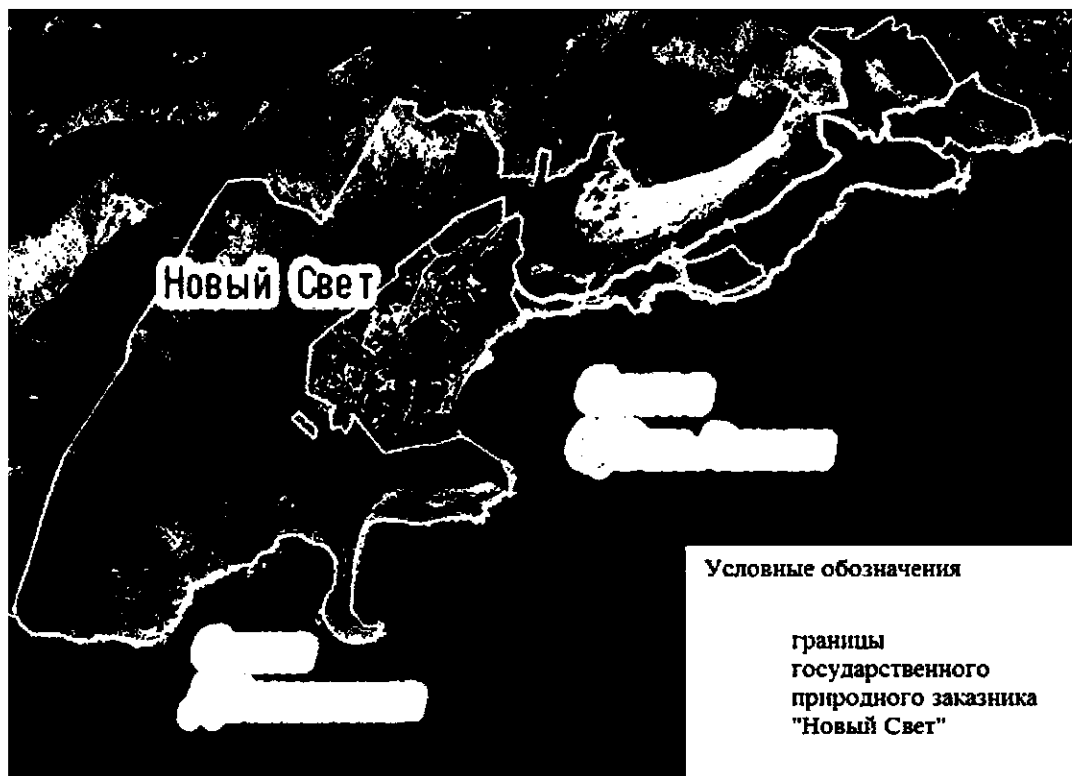 Новый Свет
Условные обозначения
границы
государственного
природного заказника
"Новый Свет"